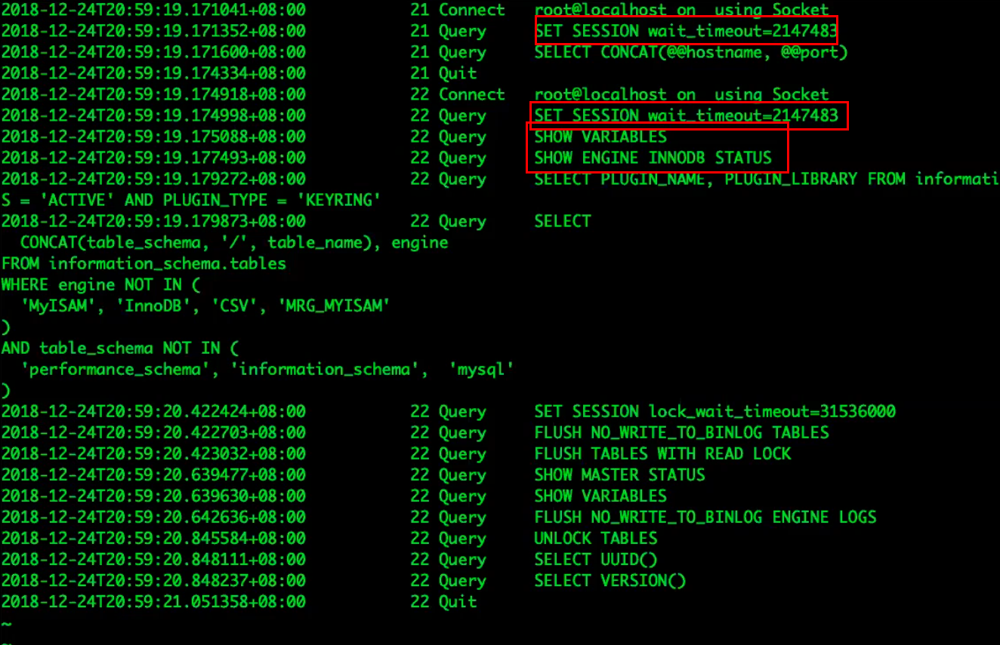 2018-12-24T20:59:19.171041+08:00 21 Connect root@localhost on using Socket
2018-12-24T20:59:19.171352+08:00 21 Query SET SESSION wait_timeout=2147483
2018-12-24T20:59:19.171600+08:00 21 Query SELECT CONCAT(@@hostname, @@port)
2018-12-24T20:59:19.174334+08:00 21 Quit
2018-12-24T20:59:19.174918+08:00 22 Connect root@localhost on using Socket
2018-12-24T20:59:19.174998+08:00 22 Query SET SESSION wait_timeout=2147483
2018-12-24T20:59:19.175088+08:00 22 Query SHOW VARIABLES
2018-12-24T20:59:19.177493+08:00 22 Query SHOW ENGINE INNODB STATUS
2018-12-24T20:59:19.179272+08:00 22 Query SELECT PLUGIN_NAME, PLUGIN_LIBRARY FROM informati
S = 'ACTIVE' AND PLUGIN_TYPE = 'KEYRING'
2018-12-24T20:59:19.179873+08:00 22 Query SELECT
CONCAT(table_schema, '/', table_name), engine
FROM information_schema.tables
WHERE engine NOT IN (
'MyISAM', 'InnoDB', 'CSV', 'MRG_MYISAM'
)
AND table_schema NOT IN (
'performance_schema', 'information_schema', 'mysql'
)
2018-12-24T20:59:20.422424+08:00 22 Query SET SESSION lock_wait_timeout=31536000
2018-12-24T20:59:20.422703+08:00 22 Query FLUSH NO_WRITE_TO_BINLOG TABLES
2018-12-24T20:59:20.423032+08:00 22 Query FLUSH TABLES WITH READ LOCK
2018-12-24T20:59:20.639477+08:00 22 Query SHOW MASTER STATUS
2018-12-24T20:59:20.639630+08:00 22 Query SHOW VARIABLES
2018-12-24T20:59:20.642636+08:00 22 Query FLUSH NO_WRITE_TO_BINLOG ENGINE LOGS
2018-12-24T20:59:20.845584+08:00 22 Query UNLOCK TABLES
2018-12-24T20:59:20.848111+08:00 22 Query SELECT UUID()
2018-12-24T20:59:20.848237+08:00 22 Query SELECT VERSION()
2018-12-24T20:59:21.051358+08:00 22 Quit
~
~